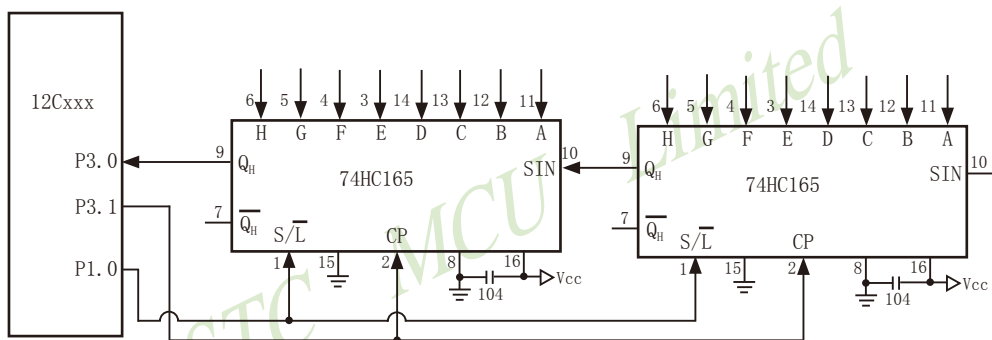 12Cxxx
P3.0
P3.1
P1.0
6 5 4 3 14 13 12 11
H G F E D C B A
9
QH
10
SIN
74HC165
7
QH
S/L
CP
1
15
2
8
16
104
Vcc
6 5 4 3 14 13 12 11
H G F E D C B A
9
QH
10
SIN
74HC165
7
QH
S/L
CP
1
15
2
8
16
104
Vcc
STC MCU Limited